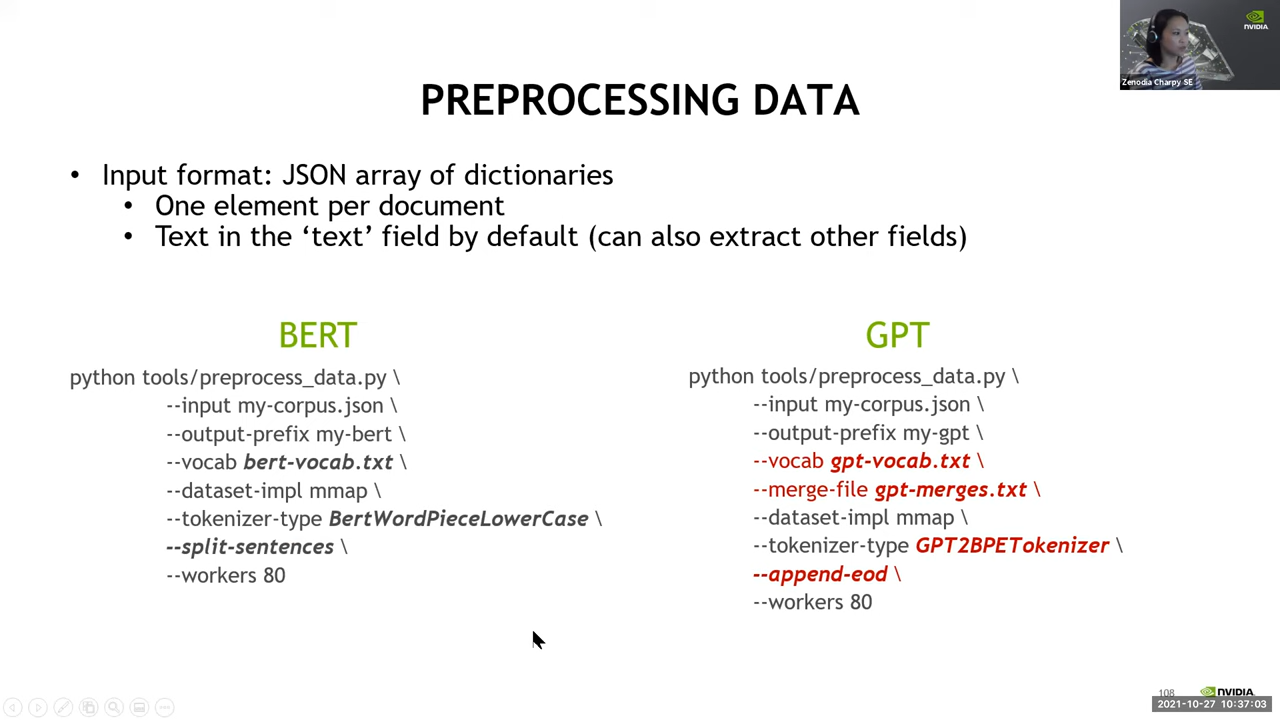 NVIDIA
Zenodia Charpy SE
PREPROCESSING DATA
• Input format: JSON array of dictionaries
• One element per document
• Text in the ‘text’ field by default (can also extract other fields)
BERT
python tools/preprocess_data.py \
--input my-corpus.json \
--output-prefix my-bert \
--vocab bert-vocab.txt \
--dataset-impl mmap \
--tokenizer-type BertWordPieceLowerCase \
--split-sentences \
--workers 80
GPT
python tools/preprocess_data.py \
--input my-corpus.json \
--output-prefix my-gpt \
--vocab gpt-vocab.txt \
--merge-file gpt-merges.txt \
--dataset-impl mmap \
--tokenizer-type GPT2BPETokenizer \
--append-eod \
--workers 80
108 NVIDIA
2021-10-27 10:37:03